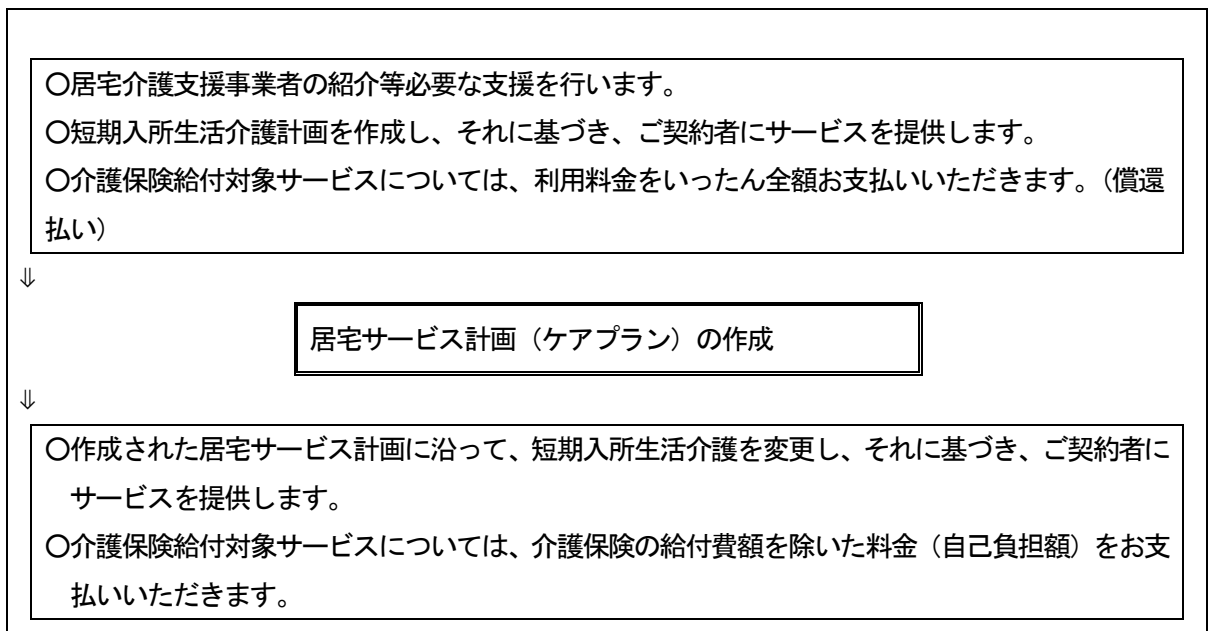 〇居宅介護支援事業者の紹介等必要な支援を行います。
〇短期入所生活介護計画を作成し、それに基づき、ご契約者にサービスを提供します。
〇介護保険給付対象サービスについては、利用料金をいったん全額お支払いいただきます。（償還
払い）
⇓
居宅サービス計画（ケアプラン）の作成
⇓
〇作成された居宅サービス計画に沿って、短期入所生活介護を変更し、それに基づき、ご契約者に
サービスを提供します。
〇介護保険給付対象サービスについては、介護保険の給付費額を除いた料金（自己負担額）をお支
払いいただきます。